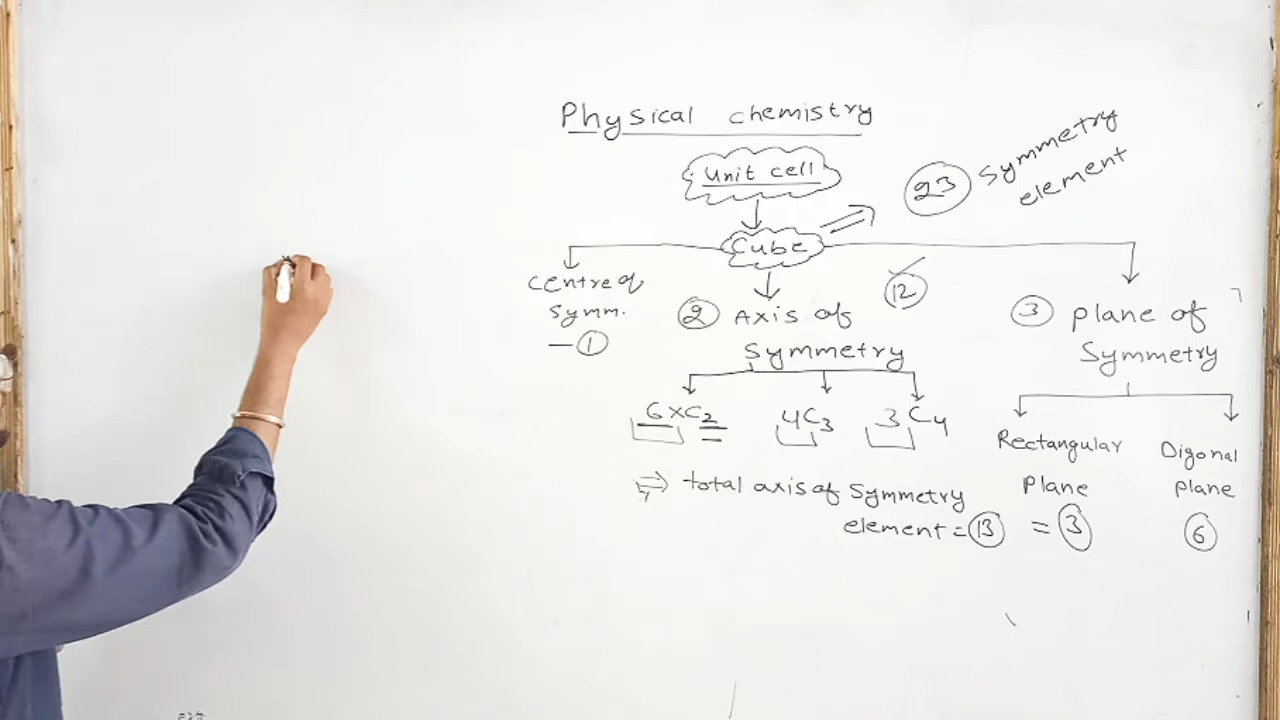 Physical chemistry
Unit cell
23 Symmetry
element
Cube
Centre of
Symm.
— 1
12
2 Axis of
Symmetry
6×C2 4C3 3C4
⇒ total axis of Symmetry
element = 13
3 plane of
Symmetry
Rectangular
Plane
= 3
Digonal
plane
6